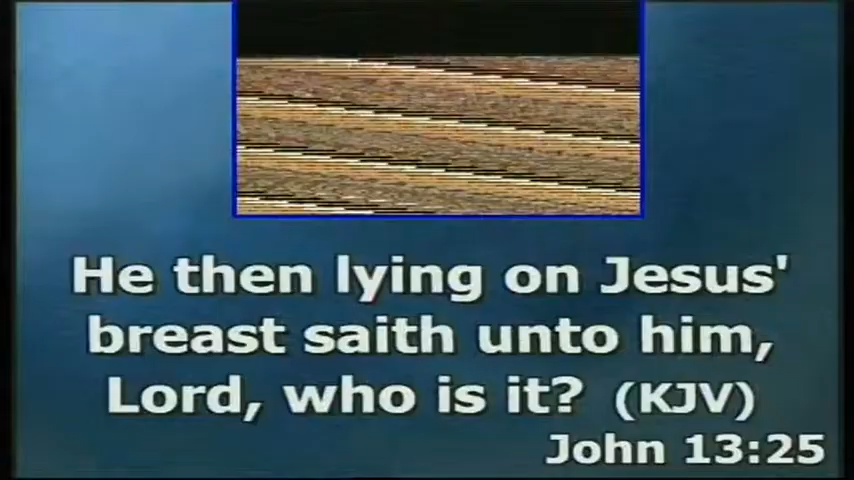 He then lying on Jesus'
breast saith unto him,
Lord, who is it? (KJV)
John 13:25